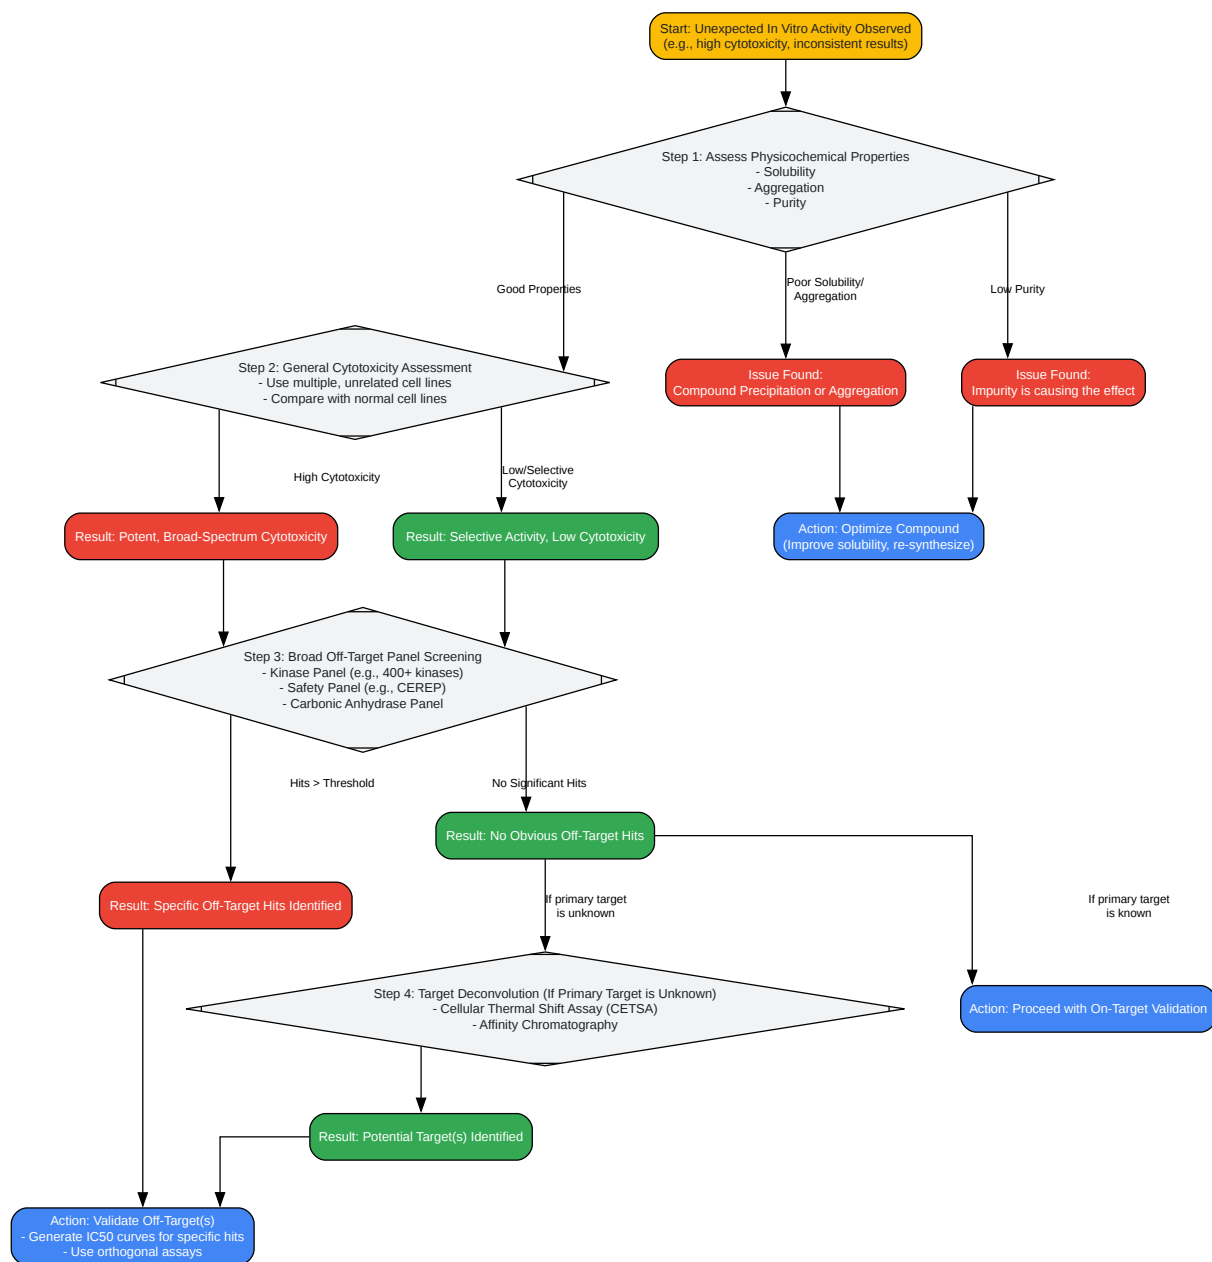 Start: Unexpected In Vitro Activity Observed
(e.g., high cytotoxicity, inconsistent results)
Step 1: Assess Physicochemical Properties
- Solubility
- Aggregation
- Purity
Good Properties
Poor Solubility/
Aggregation
Low Purity
Step 2: General Cytotoxicity Assessment
- Use multiple, unrelated cell lines
- Compare with normal cell lines
Issue Found:
Compound Precipitation or Aggregation
Issue Found:
Impurity is causing the effect
High Cytotoxicity
Low/Selective
Cytotoxicity
Result: Potent, Broad-Spectrum Cytotoxicity
Result: Selective Activity, Low Cytotoxicity
Action: Optimize Compound
(Improve solubility, re-synthesize)
Step 3: Broad Off-Target Panel Screening
- Kinase Panel (e.g., 400+ kinases)
- Safety Panel (e.g., CEREP)
- Carbonic Anhydrase Panel
Hits > Threshold
No Significant Hits
Result: No Obvious Off-Target Hits
Result: Specific Off-Target Hits Identified
If primary target
is unknown
If primary target
is known
Step 4: Target Deconvolution (If Primary Target is Unknown)
- Cellular Thermal Shift Assay (CETSA)
- Affinity Chromatography
Action: Proceed with On-Target Validation
Result: Potential Target(s) Identified
Action: Validate Off-Target(s)
- Generate IC50 curves for specific hits
- Use orthogonal assays